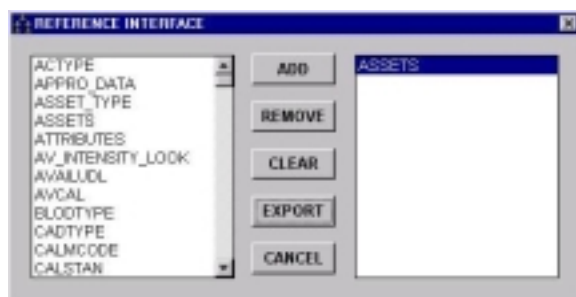 REFERENCE INTERFACE
ACTYPE
APPRO_DATA
ASSET_TYPE
ASSETS
ATTRIBUTES
AV_INTENSITY_LOOK
AVAILUDL
AVCAL
BLODTYPE
CADTYPE
CALMCODE
CALSTAN
ADD
REMOVE
CLEAR
EXPORT
CANCEL
ASSETS